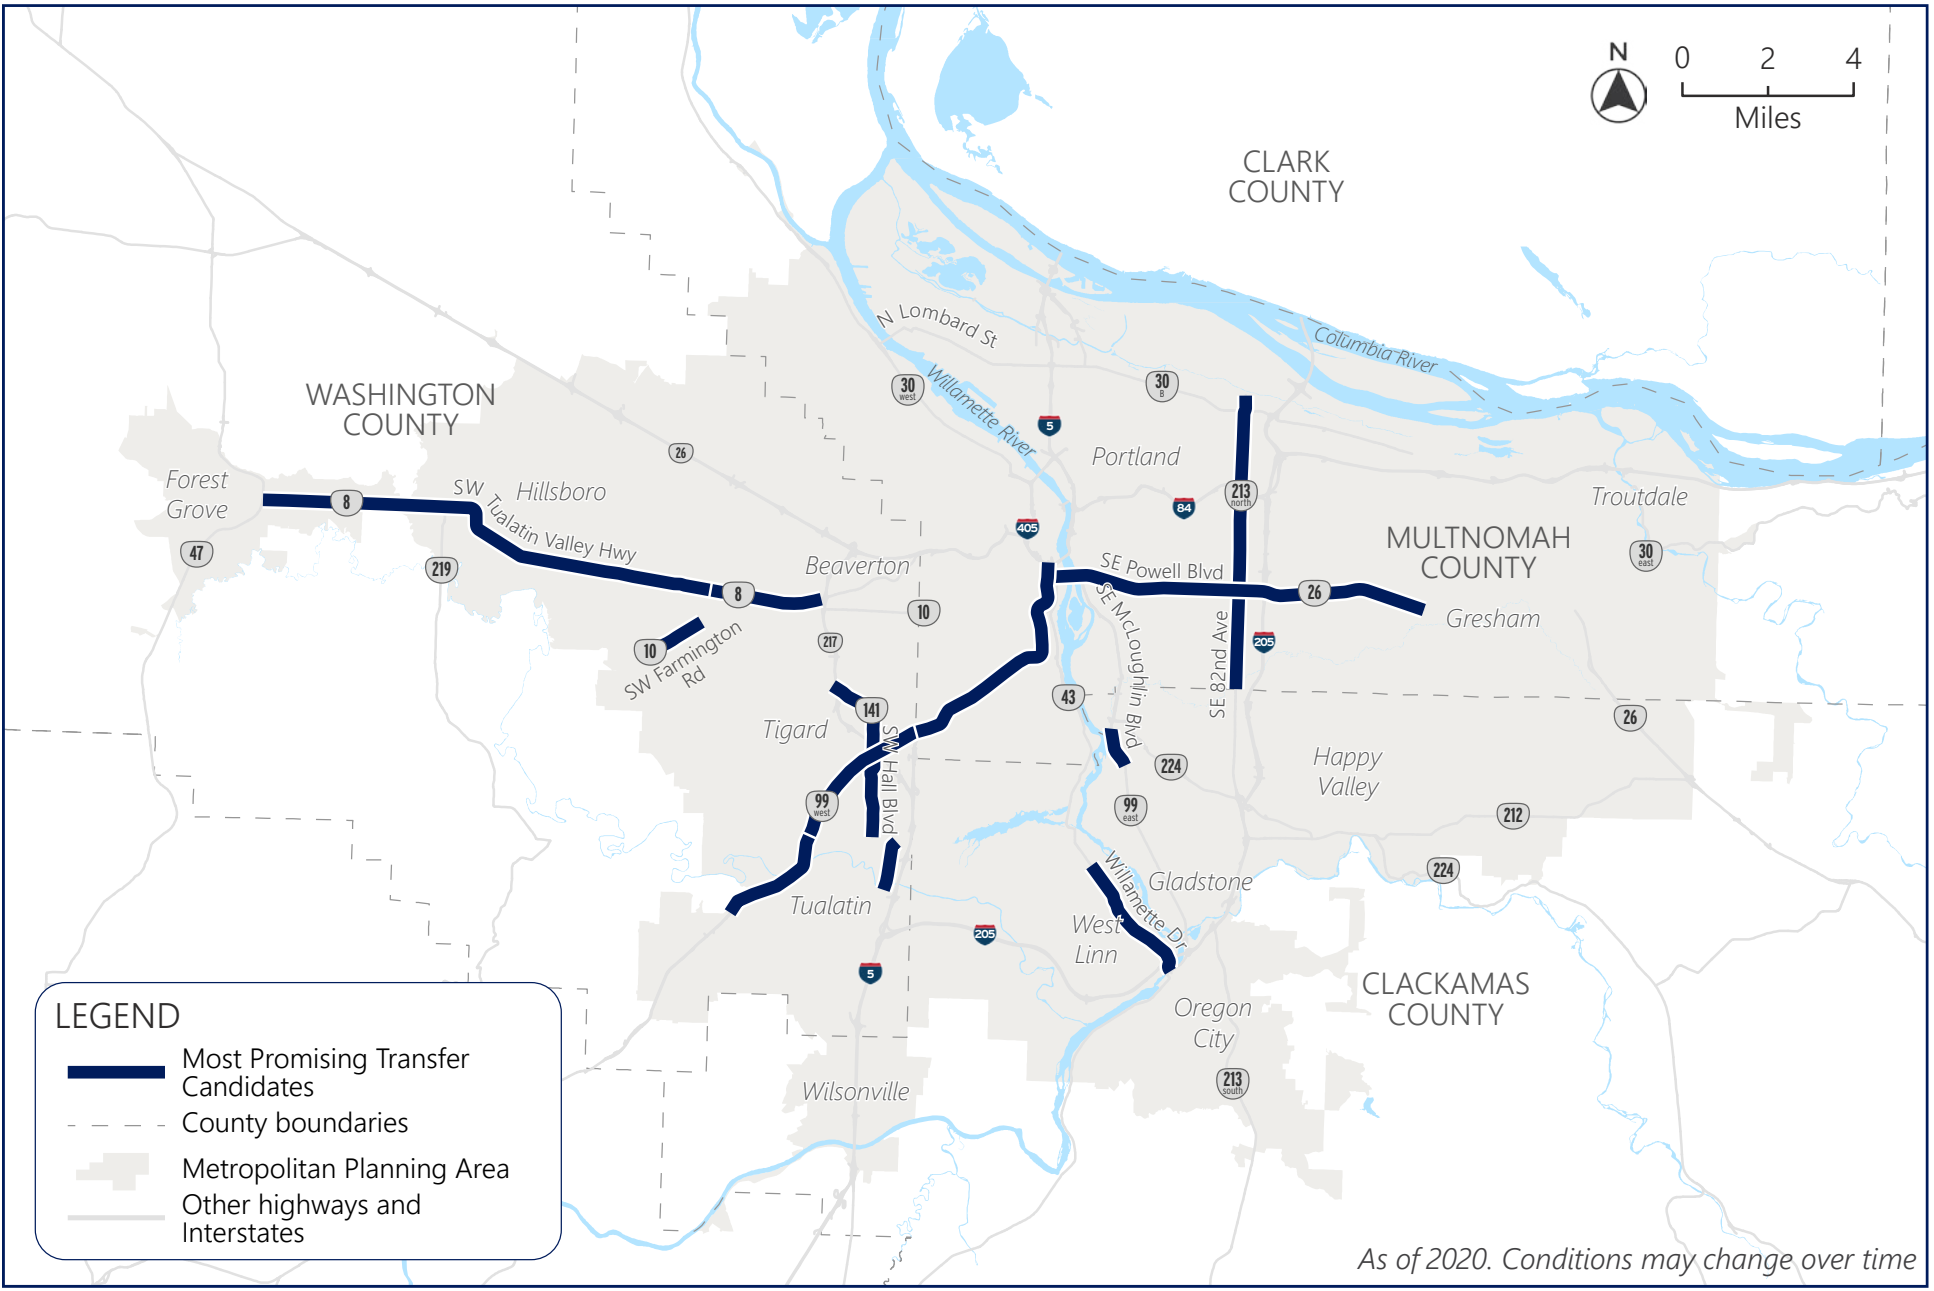 N
0 2 4
Miles
CLARK
COUNTY
N Lombard St
Columbia River
WASHINGTON
COUNTY
30
west
Willamette River
30
B
5
26
Portland
Forest
Grove
SW Tualatin Valley Hwy
Hillsboro
8
213
north
84
405
Troutdale
MULTNOMAH
COUNTY
47
219
Beaverton
SE Powell Blvd
30
east
8
10
26
Gresham
SE McLoughlin Blvd
217
10
SW Farmington
Rd
SE 82nd Ave
205
43
141
Tigard
SW Hall Blvd
26
224
Happy
Valley
99
west
99
east
212
224
Willamette Dr
Gladstone
Tualatin
West
Linn
205
5
CLACKAMAS
COUNTY
Oregon
City
213
south
Wilsonville
LEGEND
Most Promising Transfer
Candidates
County boundaries
Metropolitan Planning Area
Other highways and
Interstates
As of 2020. Conditions may change over time